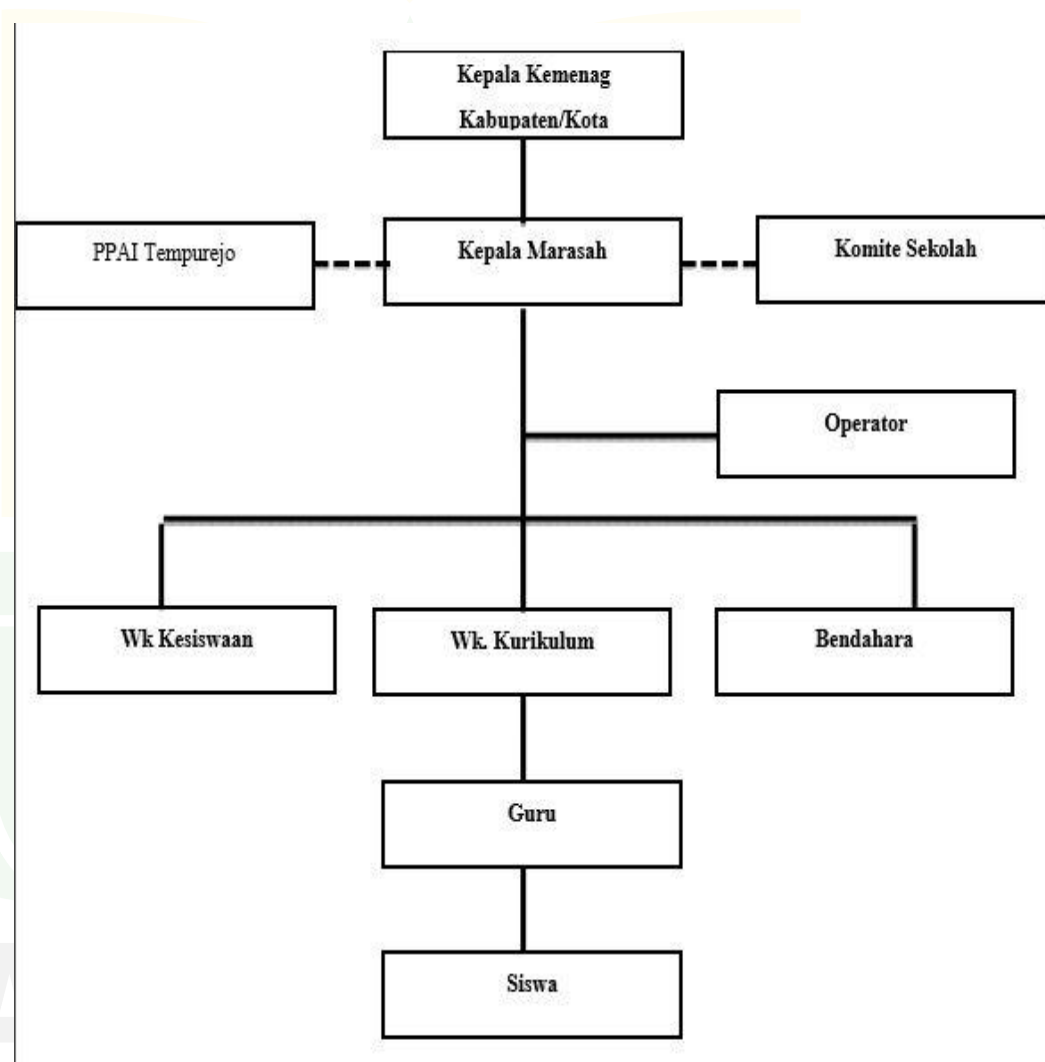 Kepala Kemenag
Kabupaten/Kota
PPAI Tempurejo
Kepala Marasah
Komite Sekolah
Operator
Wk Kesiswaan
Wk. Kurikulum
Bendahara
Guru
Siswa